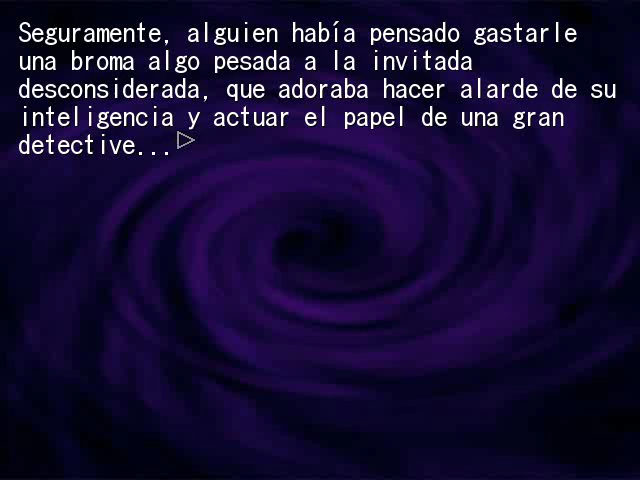 Seguramente, alguien había pensado gastarle
una broma algo pesada a la invitada
desconsiderada, que adoraba hacer alarde de su
inteligencia y actuar el papel de una gran
detective...